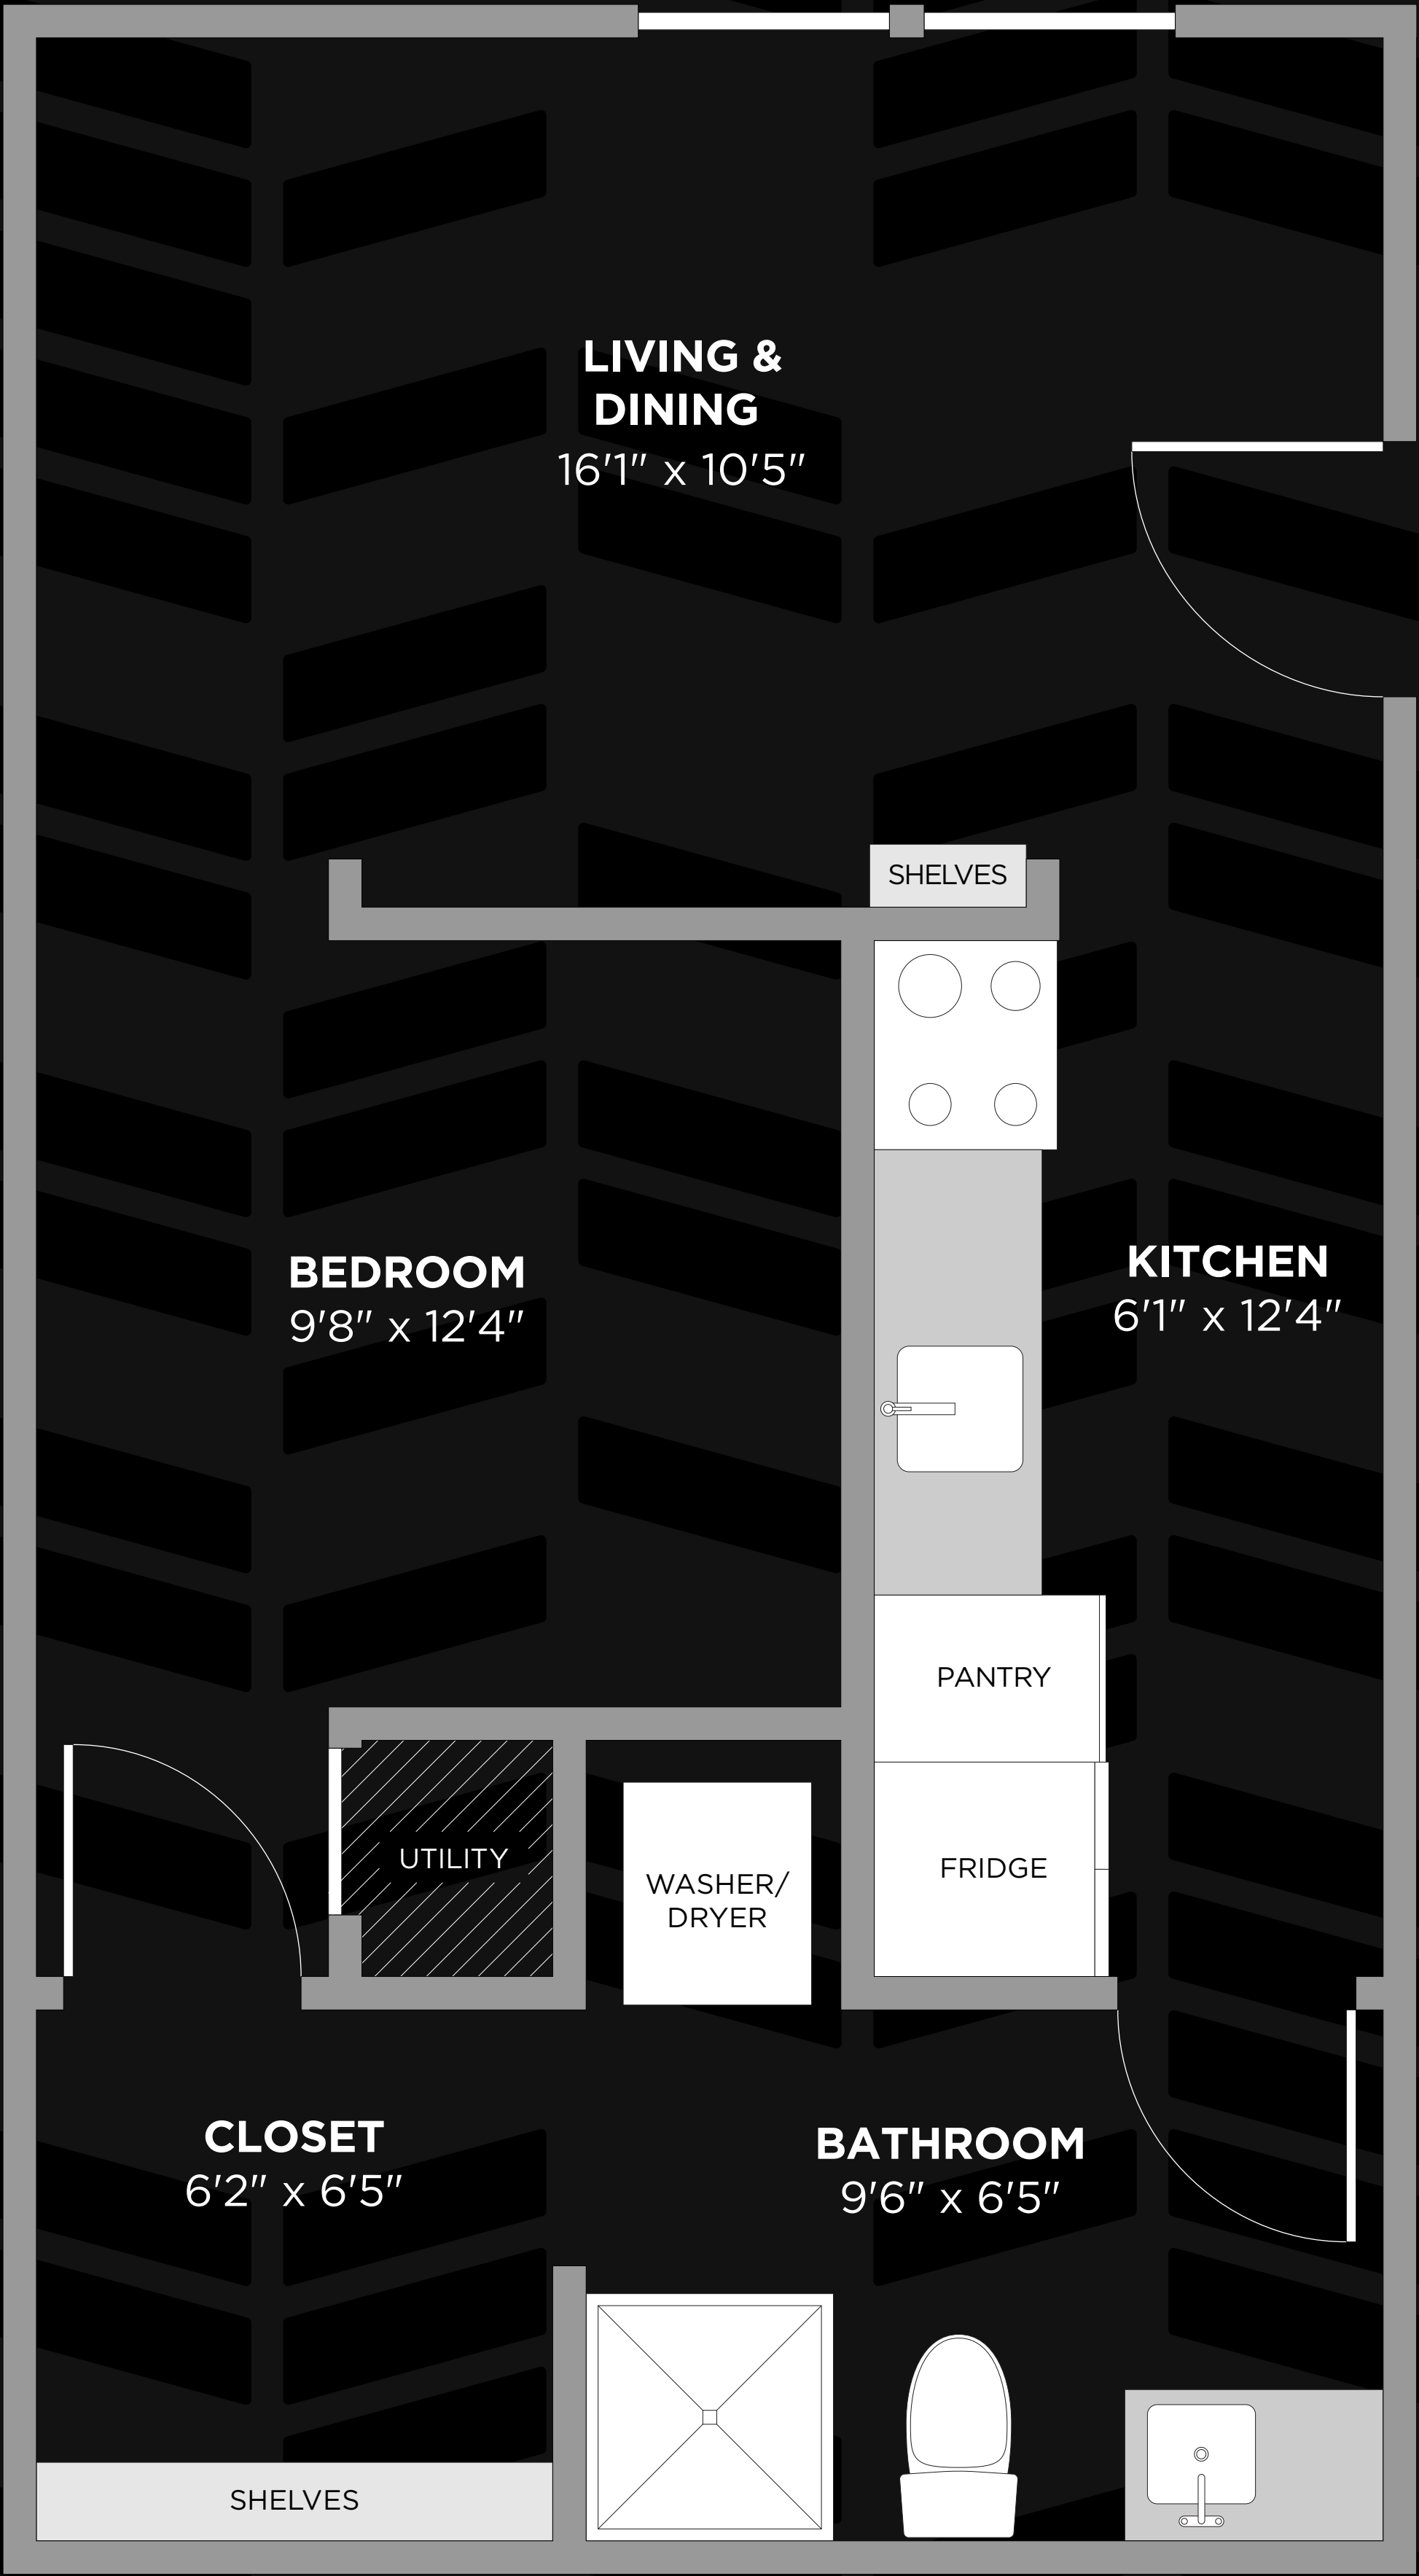 LIVING &
DINING
16'1" x 10'5"
SHELVES
BEDROOM
9'8" x 12'4"
KITCHEN
6'1" x 12'4"
PANTRY
UTILITY
WASHER/
DRYER
FRIDGE
CLOSET
6'2" x 6'5"
BATHROOM
9'6" x 6'5"
SHELVES